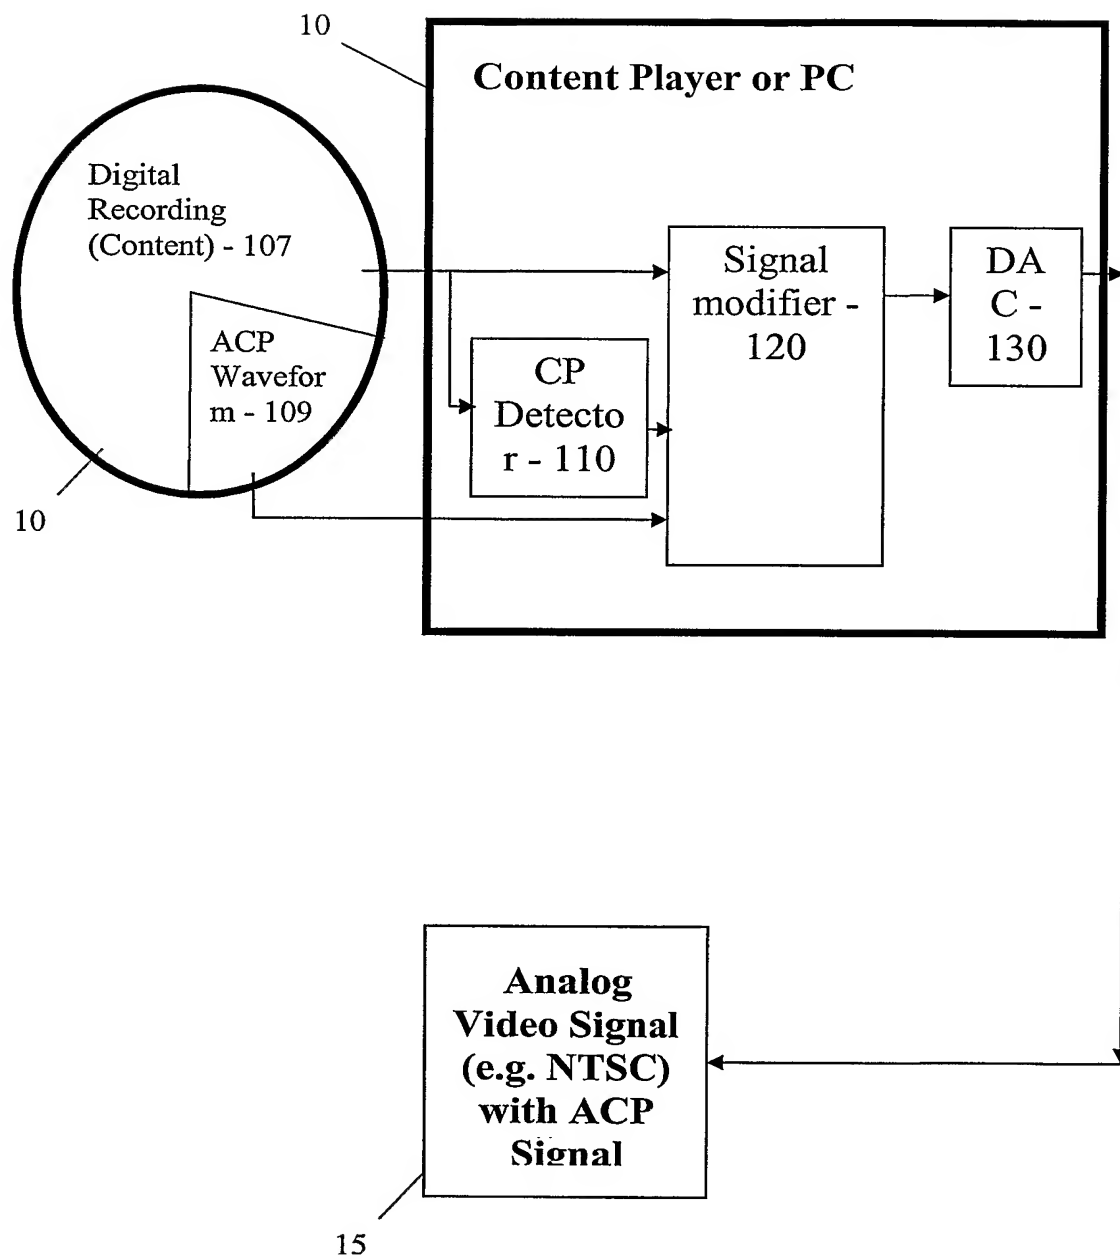 10
Content Player or PC
Digital
Recording
(Content) - 107
ACP
Wavefor
m - 109
10
CP
Detecto
r - 110
Signal
modifier -
120
DA
C -
130
Analog
Video Signal
(e.g. NTSC)
with ACP
Signal
15